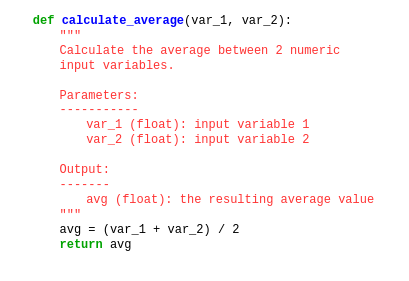 def calculate_average(var_1, var_2):
    """
    Calculate the average between 2 numeric
    input variables.

    Parameters:
    -----------
        var_1 (float): input variable 1
        var_2 (float): input variable 2

    Output:
    -------
        avg (float): the resulting average value
    """
    avg = (var_1 + var_2) / 2
    return avg